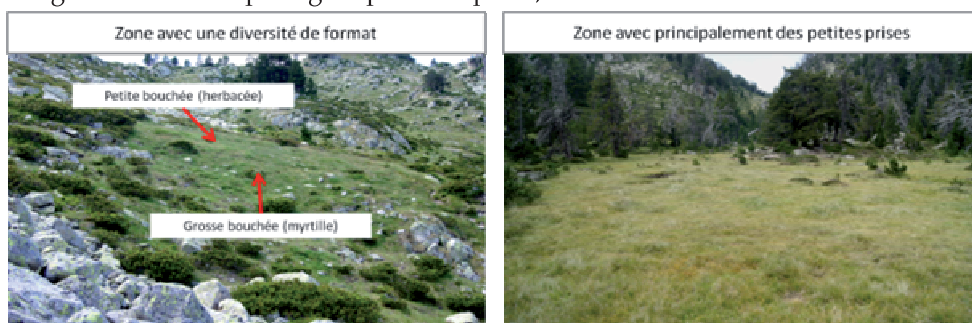 Zone avec une diversité de format
Zone avec principalement des petites prises
Petite bouchée (herbacée)
Grosse bouchée (myrtille)